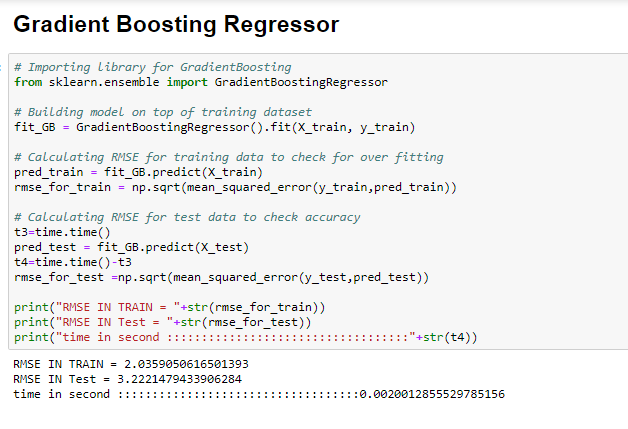 Gradient Boosting Regressor
# Importing library for GradientBoosting
from sklearn.ensemble import GradientBoostingRegressor
# Building model on top of training dataset
fit_GB = GradientBoostingRegressor().fit(X_train, y_train)
# Calculating RMSE for training data to check for over fitting
pred_train = fit_GB.predict(X_train)
rmse_for_train = np.sqrt(mean_squared_error(y_train,pred_train))
# Calculating RMSE for test data to check accuracy
t3=time.time()
pred_test = fit_GB.predict(X_test)
t4=time.time()-t3
rmse_for_test =np.sqrt(mean_squared_error(y_test,pred_test))
print("RMSE IN TRAIN = "+str(rmse_for_train))
print("RMSE IN Test = "+str(rmse_for_test))
print("time in second :::::::::::::::::::::::::::::::::::"+str(t4))
RMSE IN TRAIN = 2.0359050616501393
RMSE IN Test = 3.2221479433906284
time in second :::::::::::::::::::::::::::::::::::0.0020012855529785156